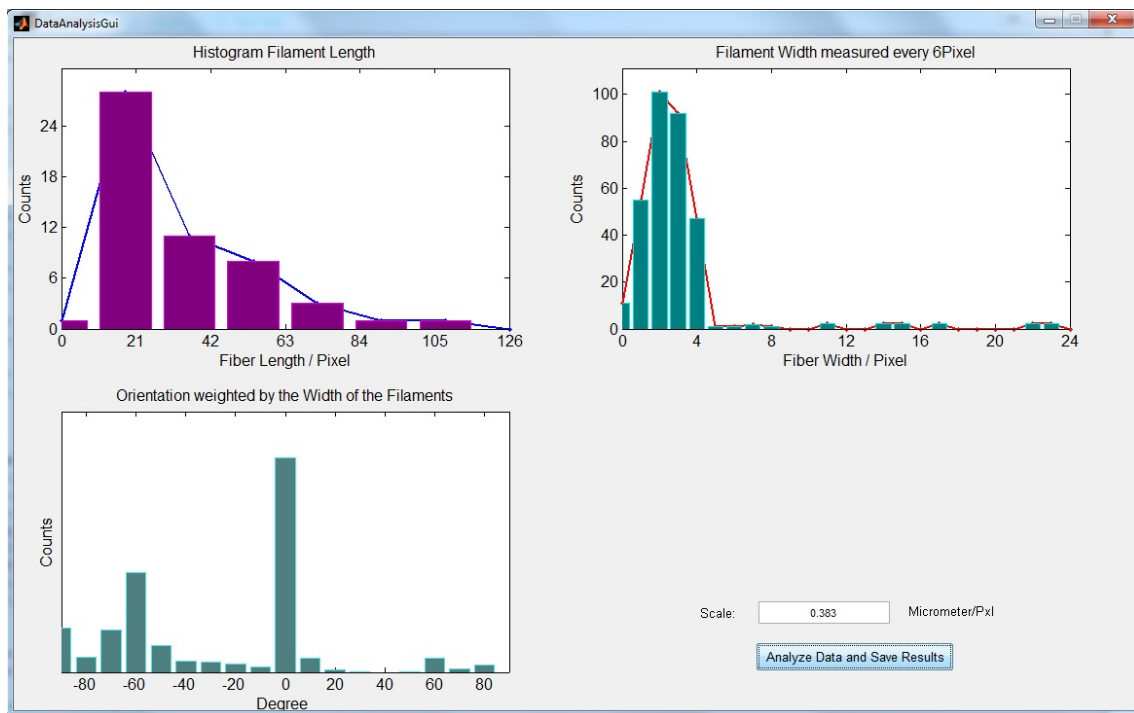 DataAnalysisGui
Histogram Filament Length
Counts
24
18
12
6
0
0 21 42 63 84 105 126
Fiber Length / Pixel
Filament Width measured every 6Pixel
Counts
100
80
60
40
20
0
0 4 8 12 16 20 24
Fiber Width / Pixel
Orientation weighted by the Width of the Filaments
Counts
-80 -60 -40 -20 0 20 40 60 80
Degree
Scale: 0.383 Micrometer/Pxl
Analyze Data and Save Results